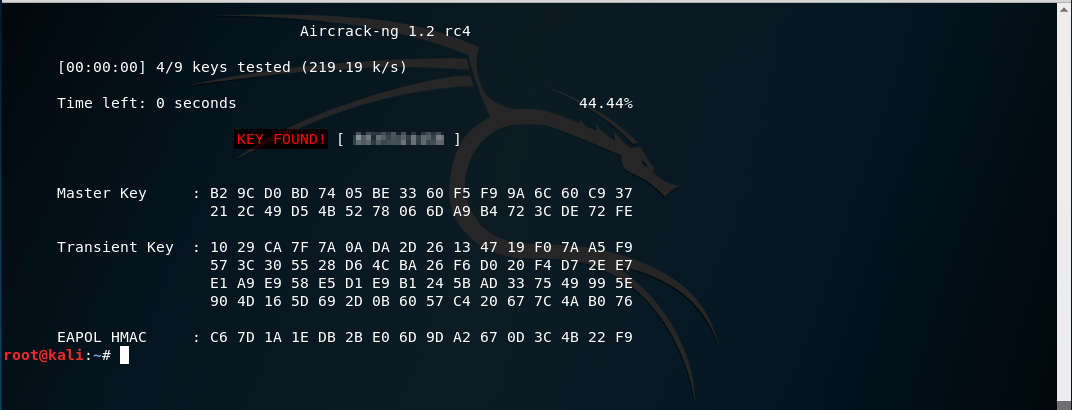 Aircrack-ng 1.2 rc4
[00:00:00] 4/9 keys tested (219.19 k/s)
Time left: 0 seconds 44.44%
KEY FOUND! [ ]
Master Key : B2 9C D0 BD 74 05 BE 33 60 F5 F9 9A 6C 60 C9 37
21 2C 49 D5 4B 52 78 06 6D A9 B4 72 3C DE 72 FE
Transient Key : 10 29 CA 7F 7A 0A DA 2D 26 13 47 19 F0 7A A5 F9
57 3C 30 55 28 D6 4C BA 26 F6 D0 20 F4 D7 2E E7
E1 A9 E9 58 E5 D1 E9 B1 24 5B AD 33 75 49 99 5E
90 4D 16 5D 69 2D 0B 60 57 C4 20 67 7C 4A B0 76
EAPOL HMAC : C6 7D 1A 1E DB 2B E0 6D 9D A2 67 0D 3C 4B 22 F9
root@kali:~#